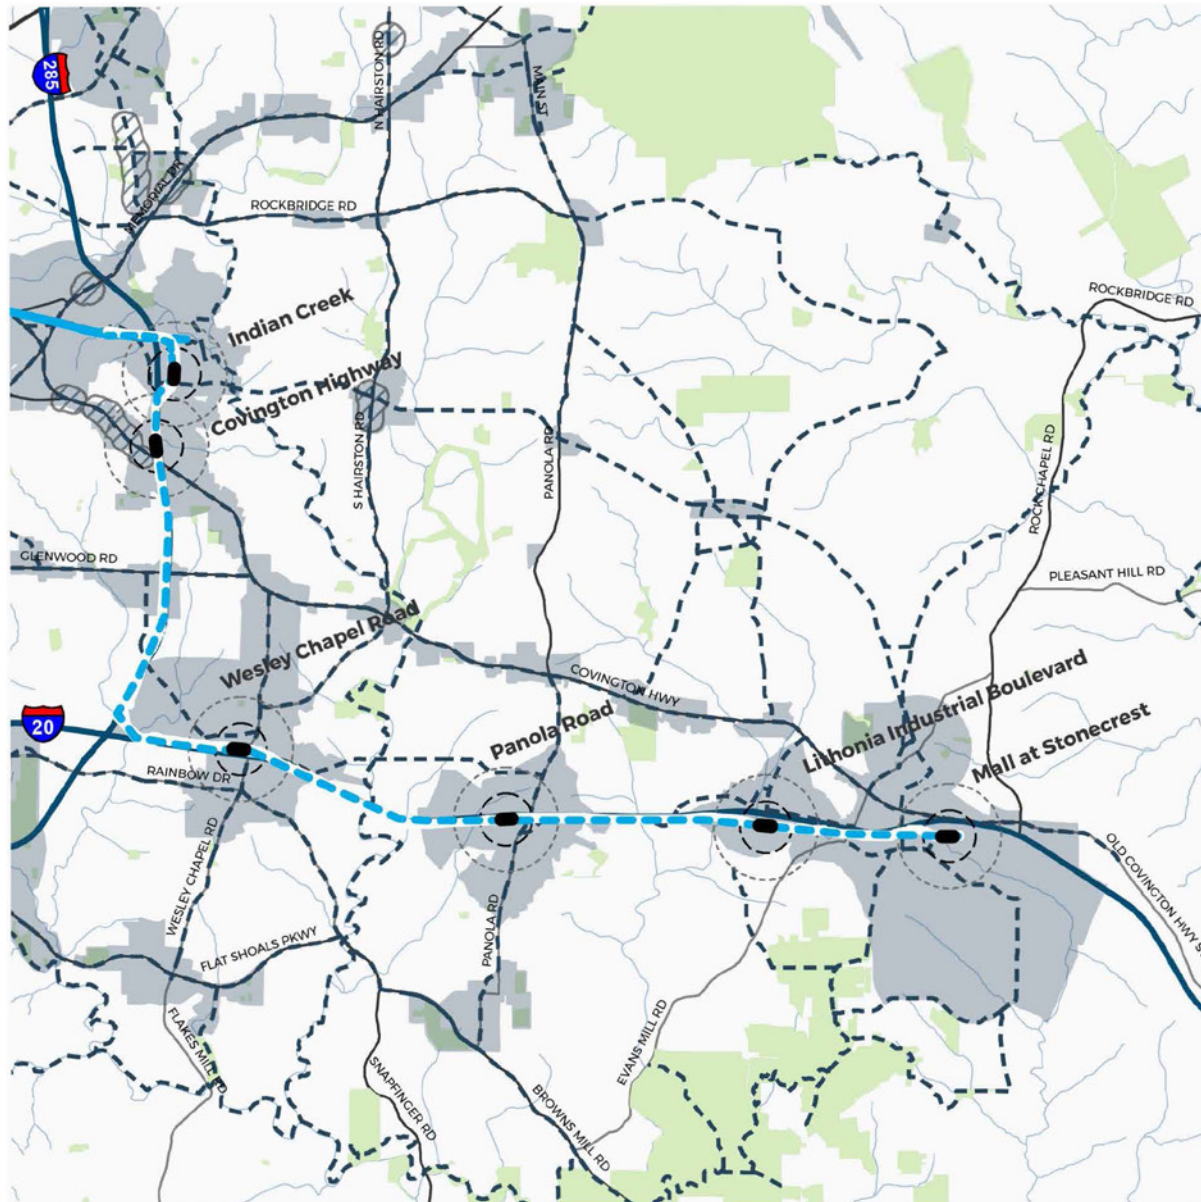 N HAIRSTON RD
285
MAIN ST
MEMORIAL DR
ROCKBRIDGE RD
ROCKBRIDGE RD
Indian Creek
Covington Highway
S HAIRSTON RD
PANOLA RD
ROCK CHAPEL RD
GLENWOOD RD
PLEASANT HILL RD
Wesley Chapel Road
COVINGTON HWY
Lithonia Industrial Boulevard
Panola Road
Mall at Stonecrest
20
RAINBOW DR
WESLEY CHAPEL RD
OLD COVINGTON HWY
FLAT SHOALS PKWY
PANOLA RD
FLAKES MILL RD
EVANS MILL RD
SNAPFINGER RD
BROWNS MILL RD